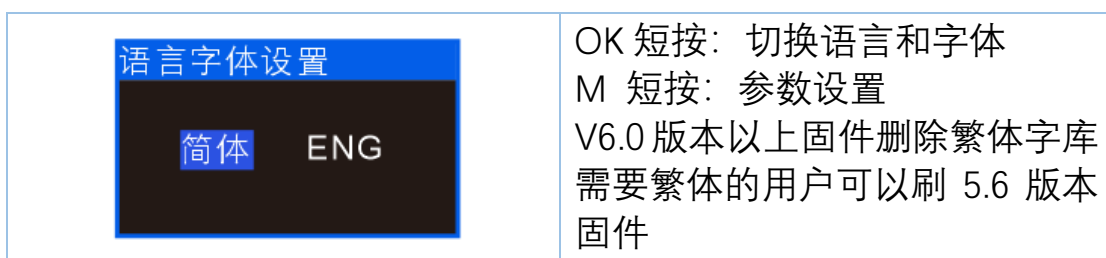 语言字体设置
简体 ENG
OK 短按：切换语言和字体
M 短按：参数设置
V6.0 版本以上固件删除繁体字库
需要繁体的用户可以刷 5.6 版本
固件